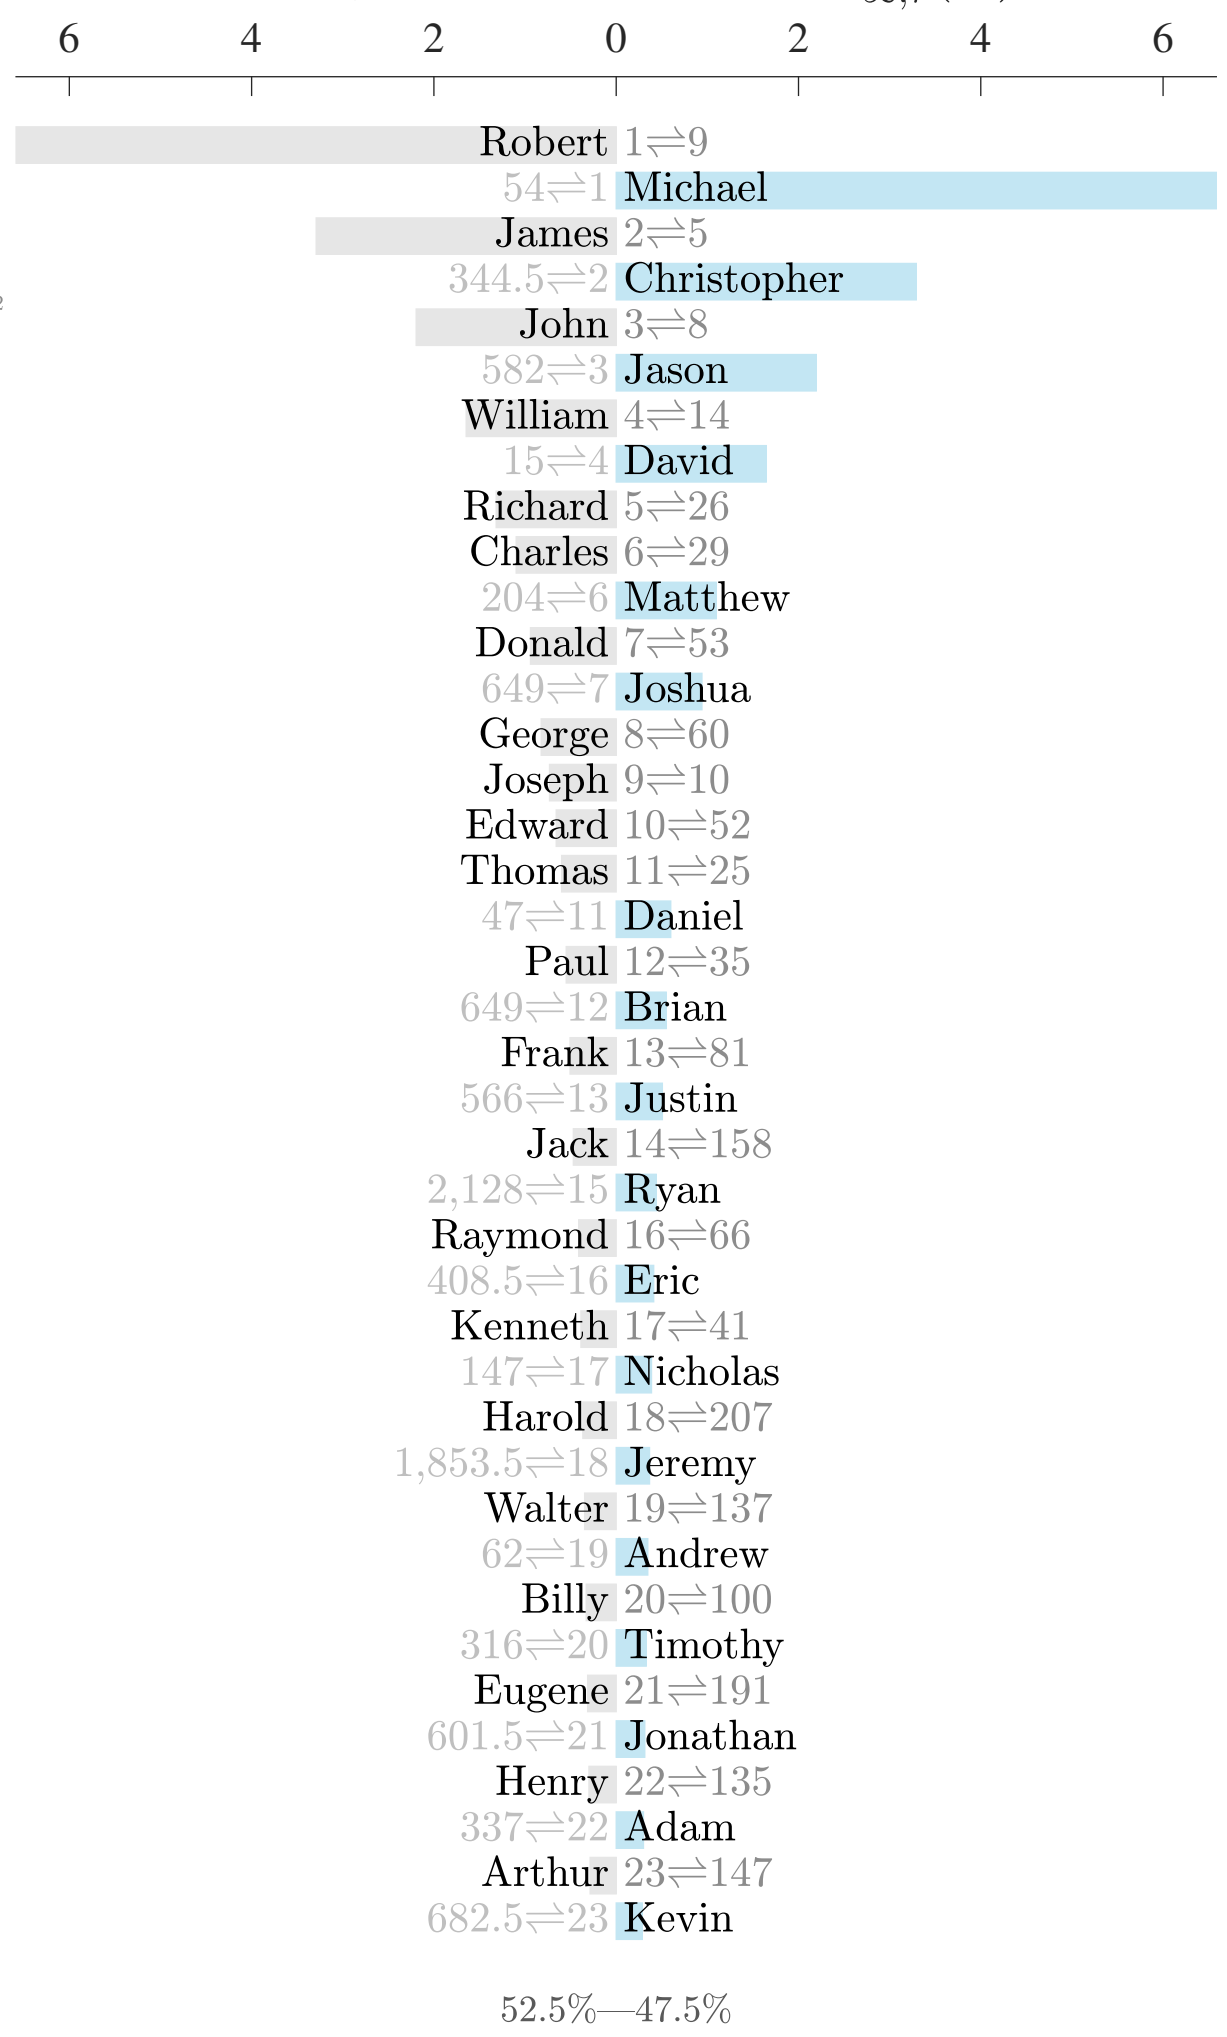 6 4 2 0 2 4 6
Robert 1⇌9
54⇌1 Michael
James 2⇌5
344.5⇌2 Christopher
John 3⇌8
582⇌3 Jason
William 4⇌14
15⇌4 David
Richard 5⇌26
Charles 6⇌29
204⇌6 Matthew
Donald 7⇌53
649⇌7 Joshua
George 8⇌60
Joseph 9⇌10
Edward 10⇌52
Thomas 11⇌25
47⇌11 Daniel
Paul 12⇌35
649⇌12 Brian
Frank 13⇌81
566⇌13 Justin
Jack 14⇌158
2,128⇌15 Ryan
Raymond 16⇌66
408.5⇌16 Eric
Kenneth 17⇌41
147⇌17 Nicholas
Harold 18⇌207
1,853.5⇌18 Jeremy
Walter 19⇌137
62⇌19 Andrew
Billy 20⇌100
316⇌20 Timothy
Eugene 21⇌191
601.5⇌21 Jonathan
Henry 22⇌135
337⇌22 Adam
Arthur 23⇌147
682.5⇌23 Kevin
52.5%—47.5%